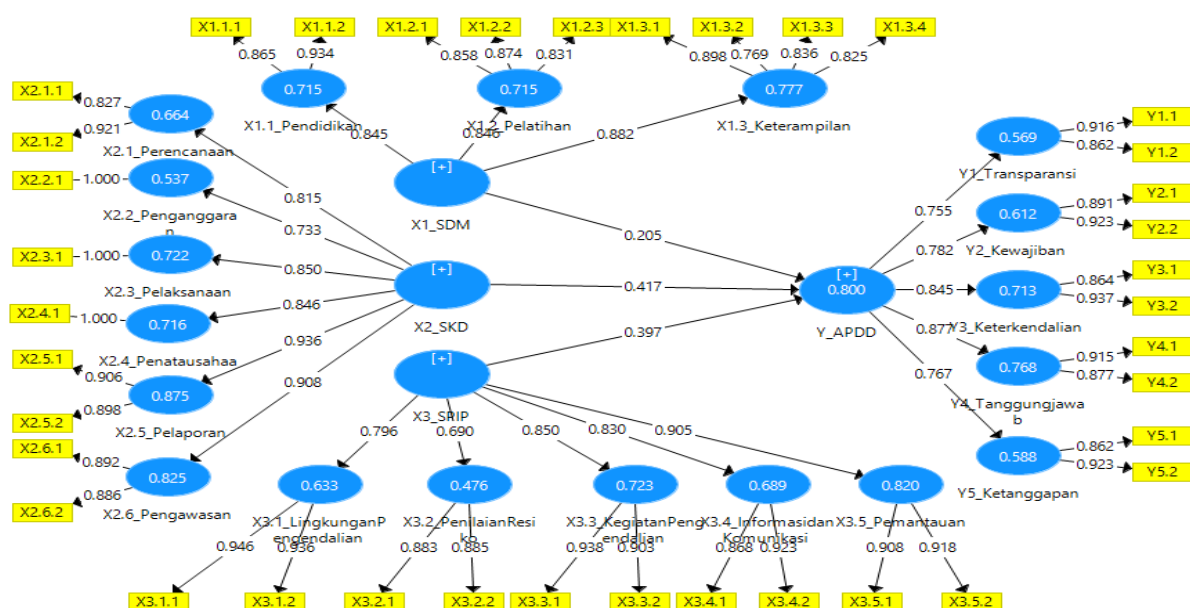 X1.1.1
X1.1.2
X1.2.1
X1.2.2
X1.2.3
X1.3.1
X1.3.2
X1.3.3
X1.3.4
0.865
0.934
0.858
0.874
0.831
0.898
0.769
0.836
0.825
0.715
X1.1_Pendidikan
0.715
X1.2_Pelatihan
0.777
X1.3_Keterampilan
0.845
0.846
0.882
X2.1.1
0.827
X2.1.2
0.921
0.664
X2.1_Perencanaan
X2.2.1
1.000
0.537
X2.2_Penganggara
n
X2.3.1
1.000
0.722
X2.3_Pelaksanaan
X2.4.1
1.000
0.716
X2.4_Penatausahaa
X2.5.1
0.906
X2.5.2
0.898
0.875
X2.5_Pelaporan
X2.6.1
0.892
X2.6.2
0.886
0.825
X2.6_Pengawasan
0.815
0.733
0.850
0.846
0.936
0.908
[+]
X1_SDM
[+]
X2_SKD
[+]
X3_SPIP
0.205
0.417
0.397
[+]
0.800
Y_APDD
0.755
0.782
0.845
0.877
0.767
0.569
Y1_Transparansi
0.916
Y1.1
0.862
Y1.2
0.612
Y2_Kewajiban
0.891
Y2.1
0.923
Y2.2
0.713
Y3_Keterkendalian
0.864
Y3.1
0.937
Y3.2
0.768
Y4_Tanggungjawa
b
0.915
Y4.1
0.877
Y4.2
0.588
Y5_Ketanggapan
0.862
Y5.1
0.923
Y5.2
0.796
0.690
0.850
0.830
0.905
0.633
X3.1_LingkunganP
engendalian
0.476
X3.2_PenilaianResi
ko
0.723
X3.3_KegiatanPeng
endalian
0.689
X3.4_Informasidan
Komunikasi
0.820
X3.5_Pemantauan
0.946
0.936
0.883
0.885
0.938
0.903
0.868
0.923
0.908
0.918
X3.1.1
X3.1.2
X3.2.1
X3.2.2
X3.3.1
X3.3.2
X3.4.1
X3.4.2
X3.5.1
X3.5.2